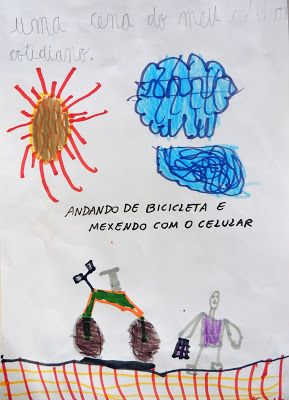 uma cena do meu
cotidiano.
ANDANDO DE BICICLETA E
MEXENDO COM O CELULAR